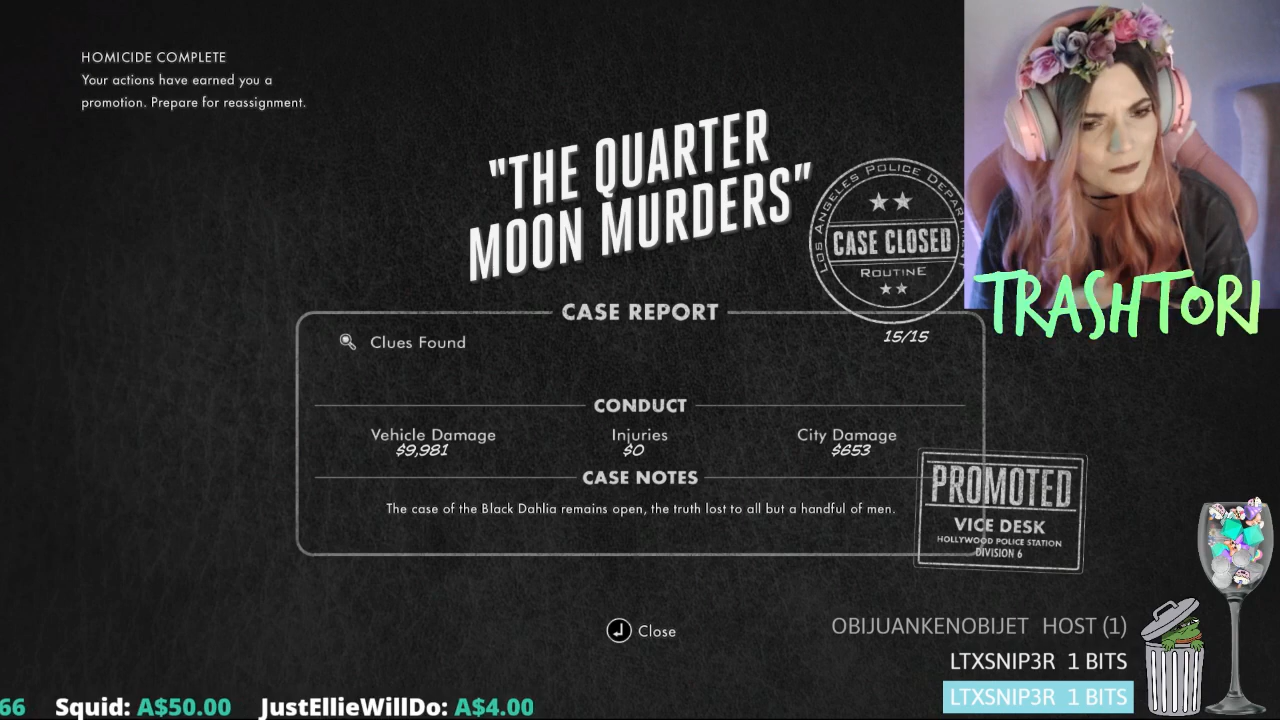 HOMICIDE COMPLETE
Your actions have earned you a
promotion. Prepare for reassignment.
"THE QUARTER
MOON MURDERS"
LOS ANGELES POLICE DEPARTMENT
CASE CLOSED
ROUTINE
TRASHTORI
CASE REPORT
Clues Found 15/15
CONDUCT
Vehicle Damage Injuries City Damage
$9,981 $0 $653
CASE NOTES
The case of the Black Dahlia remains open, the truth lost to all but a handful of men.
PROMOTED
VICE DESK
HOLLYWOOD POLICE STATION
DIVISION 6
Close
OBIJUANKENOBIJET HOST (1)
LTXSNIP3R 1 BITS
LTXSNIP3R 1 BITS
66 Squid: A$50.00 JustEllieWillDo: A$4.00